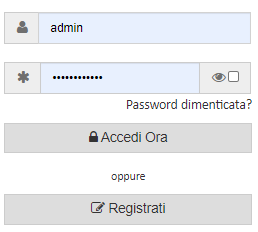 admin
••••••••••••
Password dimenticata?
Accedi Ora
oppure
Registrati